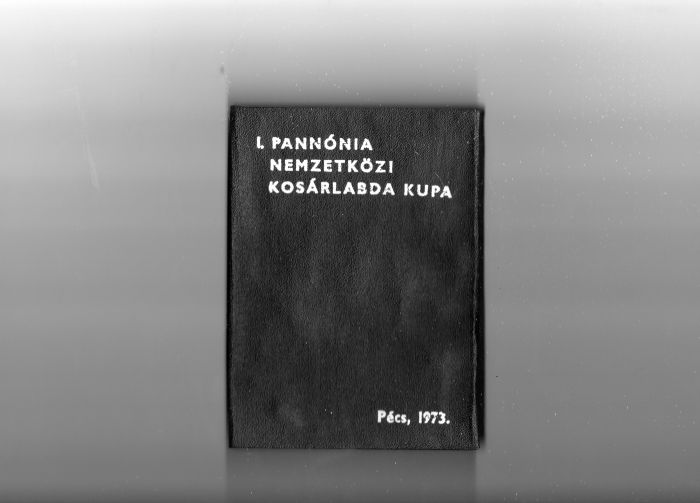 I. PANNÓNIA
NEMZETKÖZI
KOSÁRLABDA KUPA
Pécs, 1973.